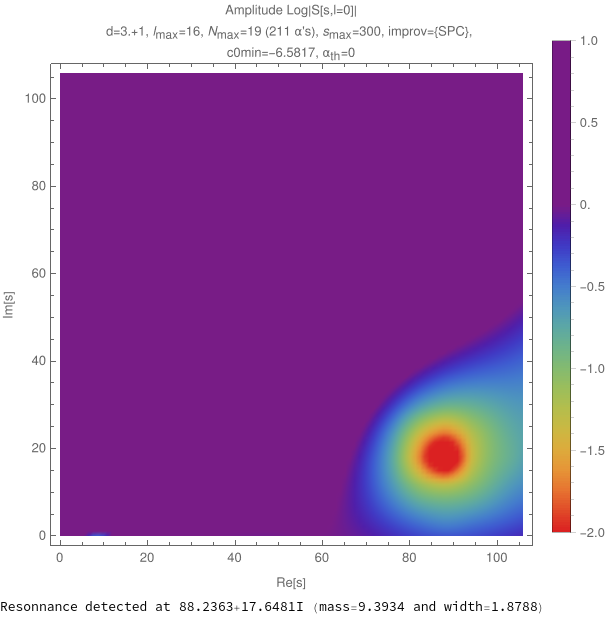 Amplitude Log|S[s,l=0]|
d=3.+1, lmax=16, Nmax=19 (211 α's), smax=300, improv={SPC},
c0min=−6.5817, αth=0
1.0
0.5
0.
−0.5
−1.0
−1.5
−2.0
100
80
60
40
20
0
Im[s]
0 20 40 60 80 100
Re[s]
Resonnance detected at 88.2363+17.6481I (mass=9.3934 and width=1.8788)